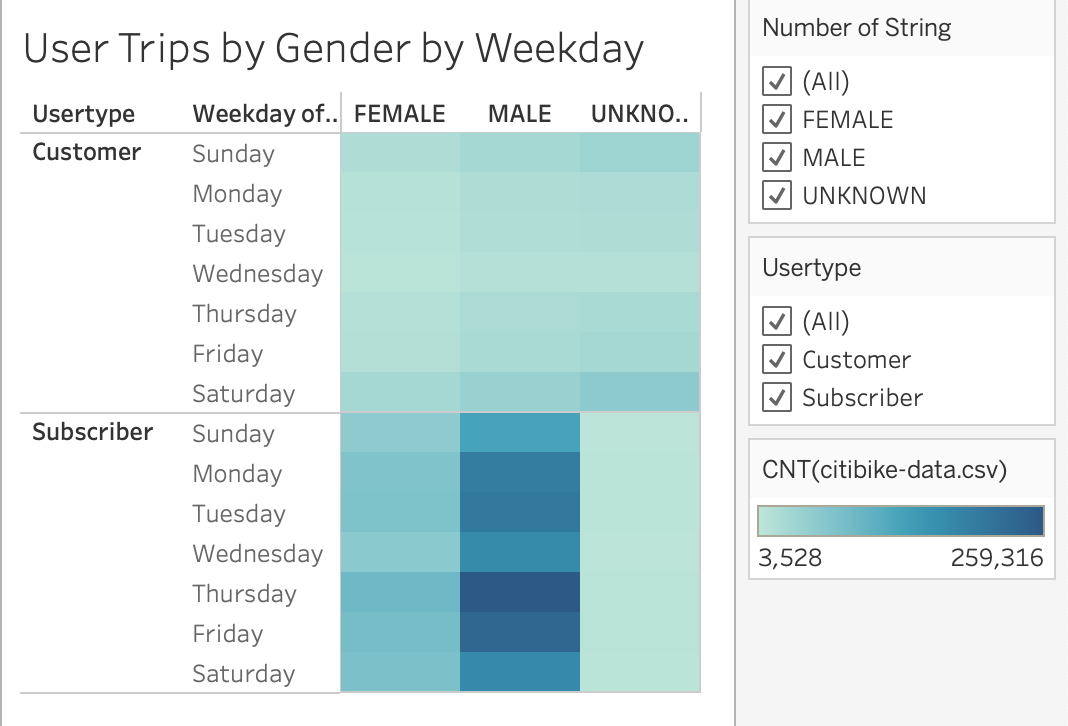 User Trips by Gender by Weekday
Usertype Weekday of.. FEMALE MALE UNKNO..
Customer Sunday
Monday
Tuesday
Wednesday
Thursday
Friday
Saturday
Subscriber Sunday
Monday
Tuesday
Wednesday
Thursday
Friday
Saturday
Number of String
(All)
FEMALE
MALE
UNKNOWN
Usertype
(All)
Customer
Subscriber
CNT(citibike-data.csv)
3,528 259,316